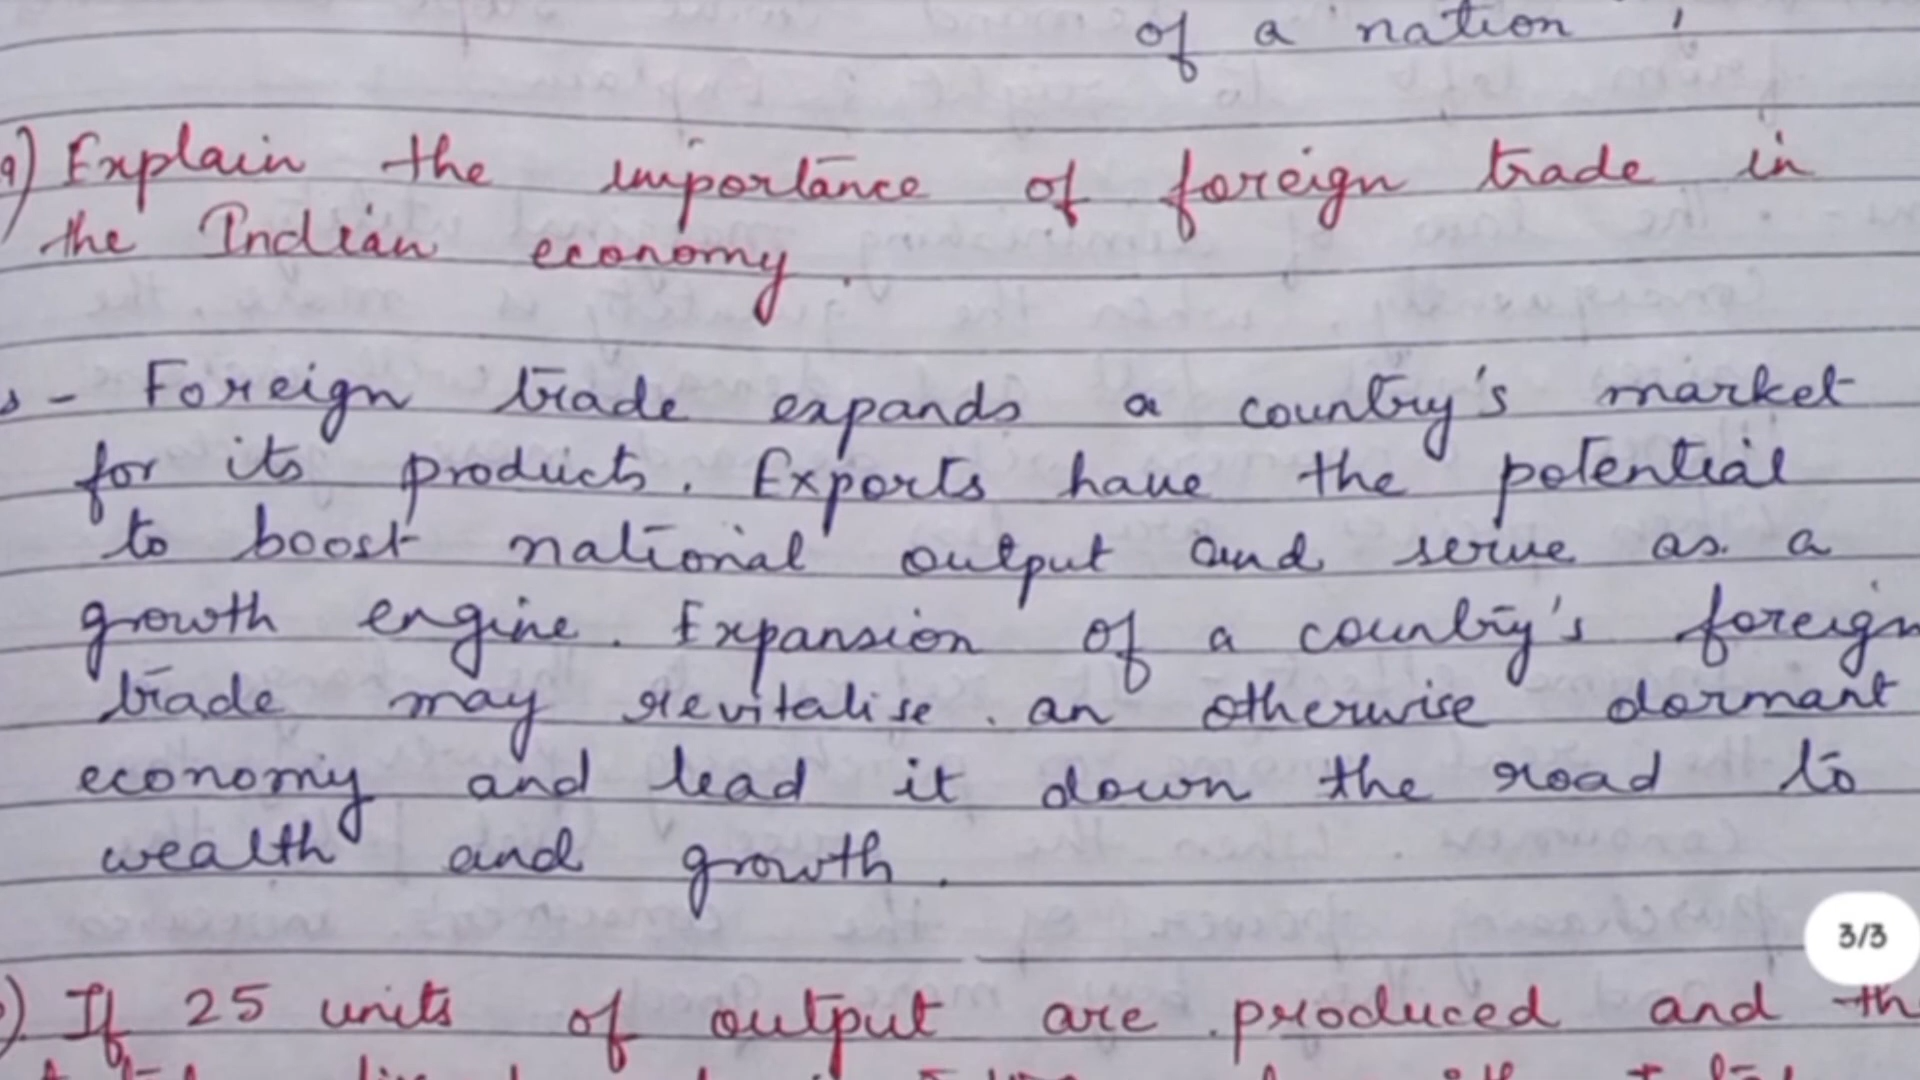 of a nation !
9) Explain the importance of foreign trade in
the Indian economy.
s - Foreign trade expands a country's market
for its products. Exports have the potential
to boost national output and serve as a
growth engine. Expansion of a country's foreign
trade may revitalise. an otherwise dormant
economy and lead it down the road to
wealth and growth.
3/3
) If 25 units of output are produced and th